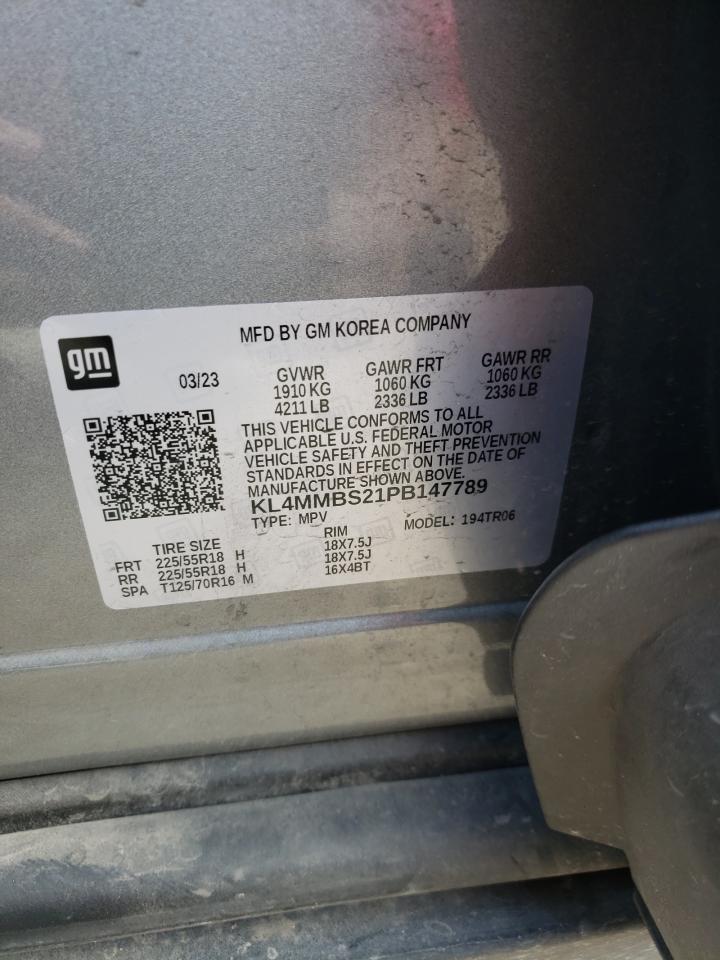 MFD BY GM KOREA COMPANY
gm
03/23
GVWR GAWR FRT GAWR RR
1910 KG 1060 KG 1060 KG
4211 LB 2336 LB 2336 LB
THIS VEHICLE CONFORMS TO ALL
APPLICABLE U.S. FEDERAL MOTOR
VEHICLE SAFETY AND THEFT PREVENTION
STANDARDS IN EFFECT ON THE DATE OF
MANUFACTURE SHOWN ABOVE.
KL4MMBS21PB147789
TYPE: MPV MODEL: 194TR06
TIRE SIZE RIM
FRT 225/55R18 H 18X7.5J
RR 225/55R18 H 18X7.5J
SPA T125/70R16 M 16X4BT